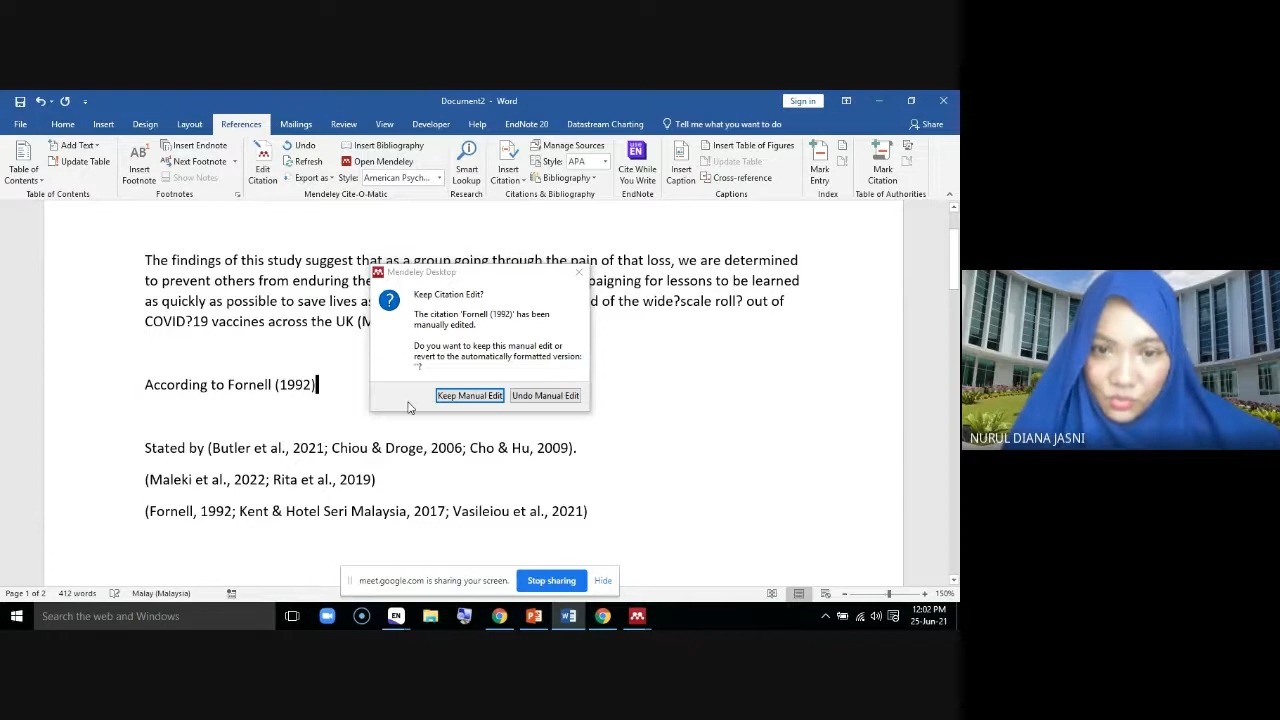 Document2 - Word
Sign in
File Home Insert Design Layout References Mailings Review View Developer Help EndNote 20 Datastream Charting Tell me what you want to do Share
Table of Contents
Add Text
Update Table
Table of Contents
AB1
Insert Footnote
Insert Endnote
Next Footnote
Show Notes
Footnotes
Edit Citation
Undo
Refresh
Export as
Insert Bibliography
Open Mendeley
Style: American Psych...
Mendeley Cite-O-Matic
Smart Lookup
Research
Insert Citation
Manage Sources
Style: APA
Bibliography
Citations & Bibliography
EN
Cite While You Write
EndNote
Insert Caption
Insert Table of Figures
Update Table
Cross-reference
Captions
Mark Entry
Index
Mark Citation
Table of Authorities
The findings of this study suggest that as a group going through the pain of that loss, we are determined
to prevent others from enduring the
paigning for lessons to be learned
as quickly as possible to save lives as
d of the wide?scale roll? out of
COVID?19 vaccines across the UK (M
According to Fornell (1992)
Mendeley Desktop
Keep Citation Edit?
The citation 'Fornell (1992)' has been
manually edited.
Do you want to keep this manual edit or
revert to the automatically formatted version:
''?
Keep Manual Edit Undo Manual Edit
Stated by (Butler et al., 2021; Chiou & Droge, 2006; Cho & Hu, 2009).
(Maleki et al., 2022; Rita et al., 2019)
(Fornell, 1992; Kent & Hotel Seri Malaysia, 2017; Vasileiou et al., 2021)
meet.google.com is sharing your screen. Stop sharing Hide
Page 1 of 2 412 words Malay (Malaysia) 150%
Search the web and Windows
EN
12:02 PM
25-Jun-21
NURUL DIANA JASNI